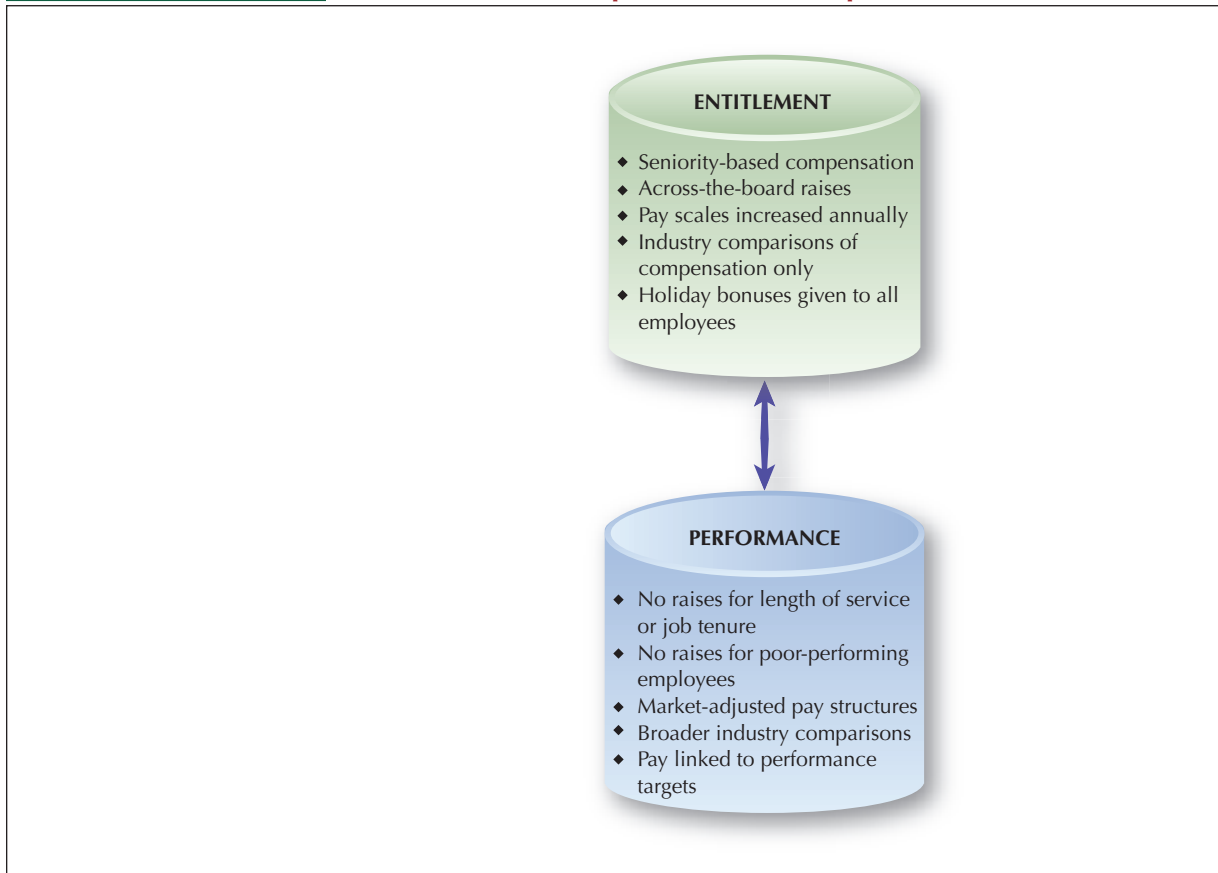 ENTITLEMENT
◆ Seniority-based compensation
◆ Across-the-board raises
◆ Pay scales increased annually
◆ Industry comparisons of
compensation only
◆ Holiday bonuses given to all
employees
PERFORMANCE
◆ No raises for length of service
or job tenure
◆ No raises for poor-performing
employees
◆ Market-adjusted pay structures
◆ Broader industry comparisons
◆ Pay linked to performance
targets